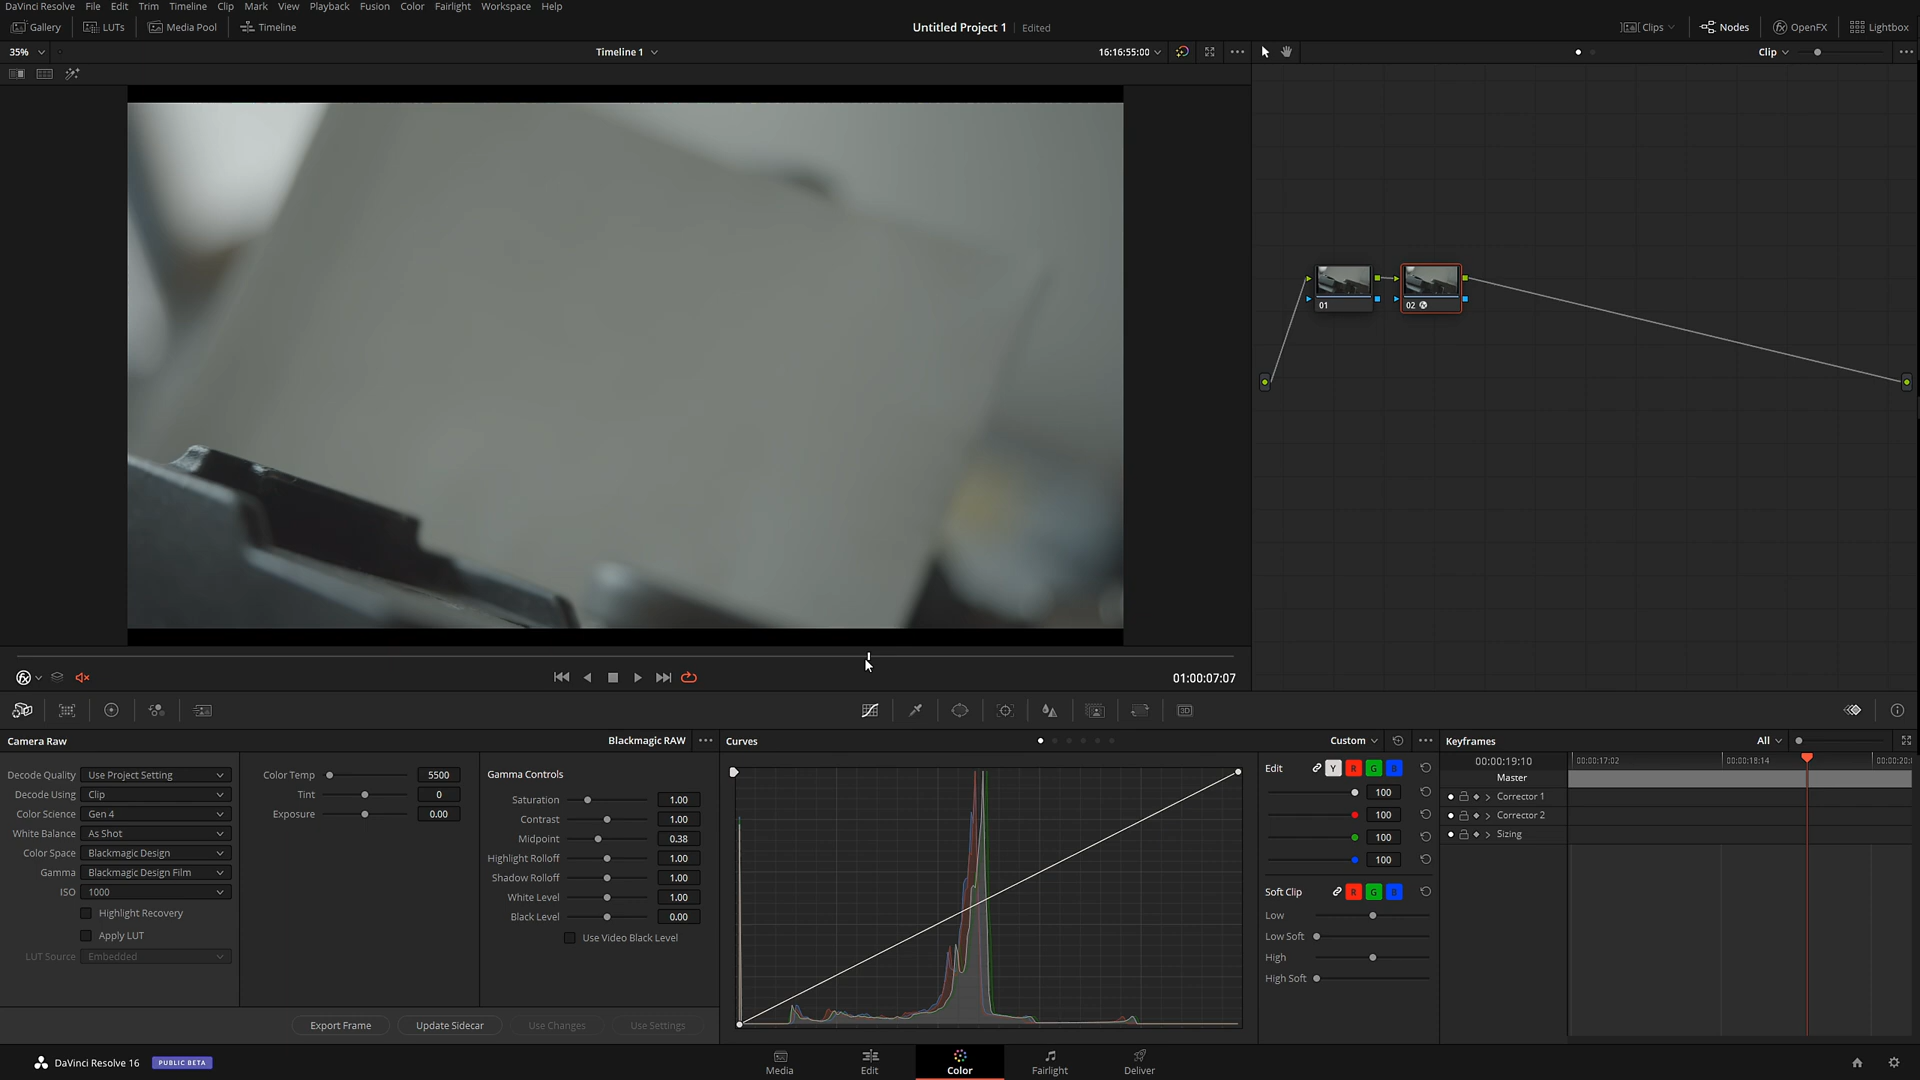 DaVinci Resolve File Edit Trim Timeline Clip Mark View Playback Fusion Color Fairlight Workspace Help
Gallery LUTs Media Pool Timeline Untitled Project 1 Edited Clips Nodes OpenFX Lightbox
35% Timeline 1 16:16:55:00 Clip
01 02
01:00:07:07
Camera Raw Blackmagic RAW Curves Custom Keyframes All
Decode Quality Use Project Setting Color Temp 5500 Gamma Controls Edit Y R G B 00:00:19:10 00:00:17:02 00:00:18:14 00:00:20:
Master
Decode Using Clip Tint 0 Saturation 1.00 100 Corrector 1
Color Science Gen 4 Exposure 0.00 Contrast 1.00 100 Corrector 2
White Balance As Shot Midpoint 0.38 100 Sizing
Color Space Blackmagic Design Highlight Rolloff 1.00 100
Gamma Blackmagic Design Film Shadow Rolloff 1.00
ISO 1000 White Level 1.00 Soft Clip R G B
Highlight Recovery Black Level 0.00 Low
Apply LUT Use Video Black Level Low Soft
LUT Source Embedded High
High Soft
Export Frame Update Sidecar Use Changes Use Settings
DaVinci Resolve 16 PUBLIC BETA Media Edit Color Fairlight Deliver